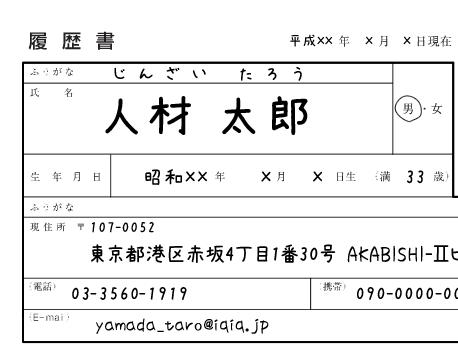 履歴書 平成×× 年 × 月 × 日現在
ふりがな じんざい たろう
氏 名 人材 太郎 男・女
生 年 月 日 昭和×× 年 × 月 × 日生 (満 33 歳)
ふりがな
現住所 〒107-0052
東京都港区赤坂4丁目1番30号 AKABISHI-Ⅱビ
(電話) 03-3560-1919 (携帯) 090-0000-00
(E-mail) yamada_taro@iqiq.jp